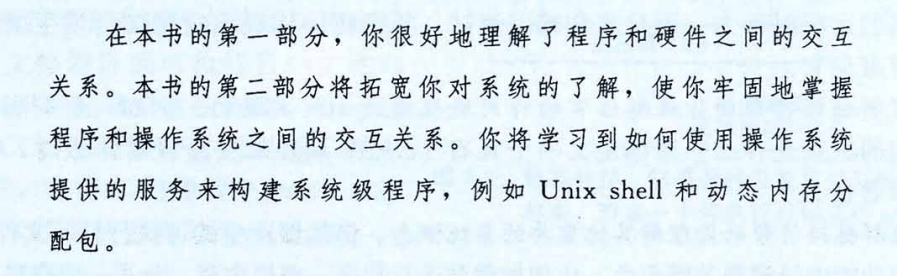 在本书的第一部分，你很好地理解了程序和硬件之间的交互
关系。本书的第二部分将拓宽你对系统的了解，使你牢固地掌握
程序和操作系统之间的交互关系。你将学习到如何使用操作系统
提供的服务来构建系统级程序，例如 Unix shell 和动态内存分
配包。